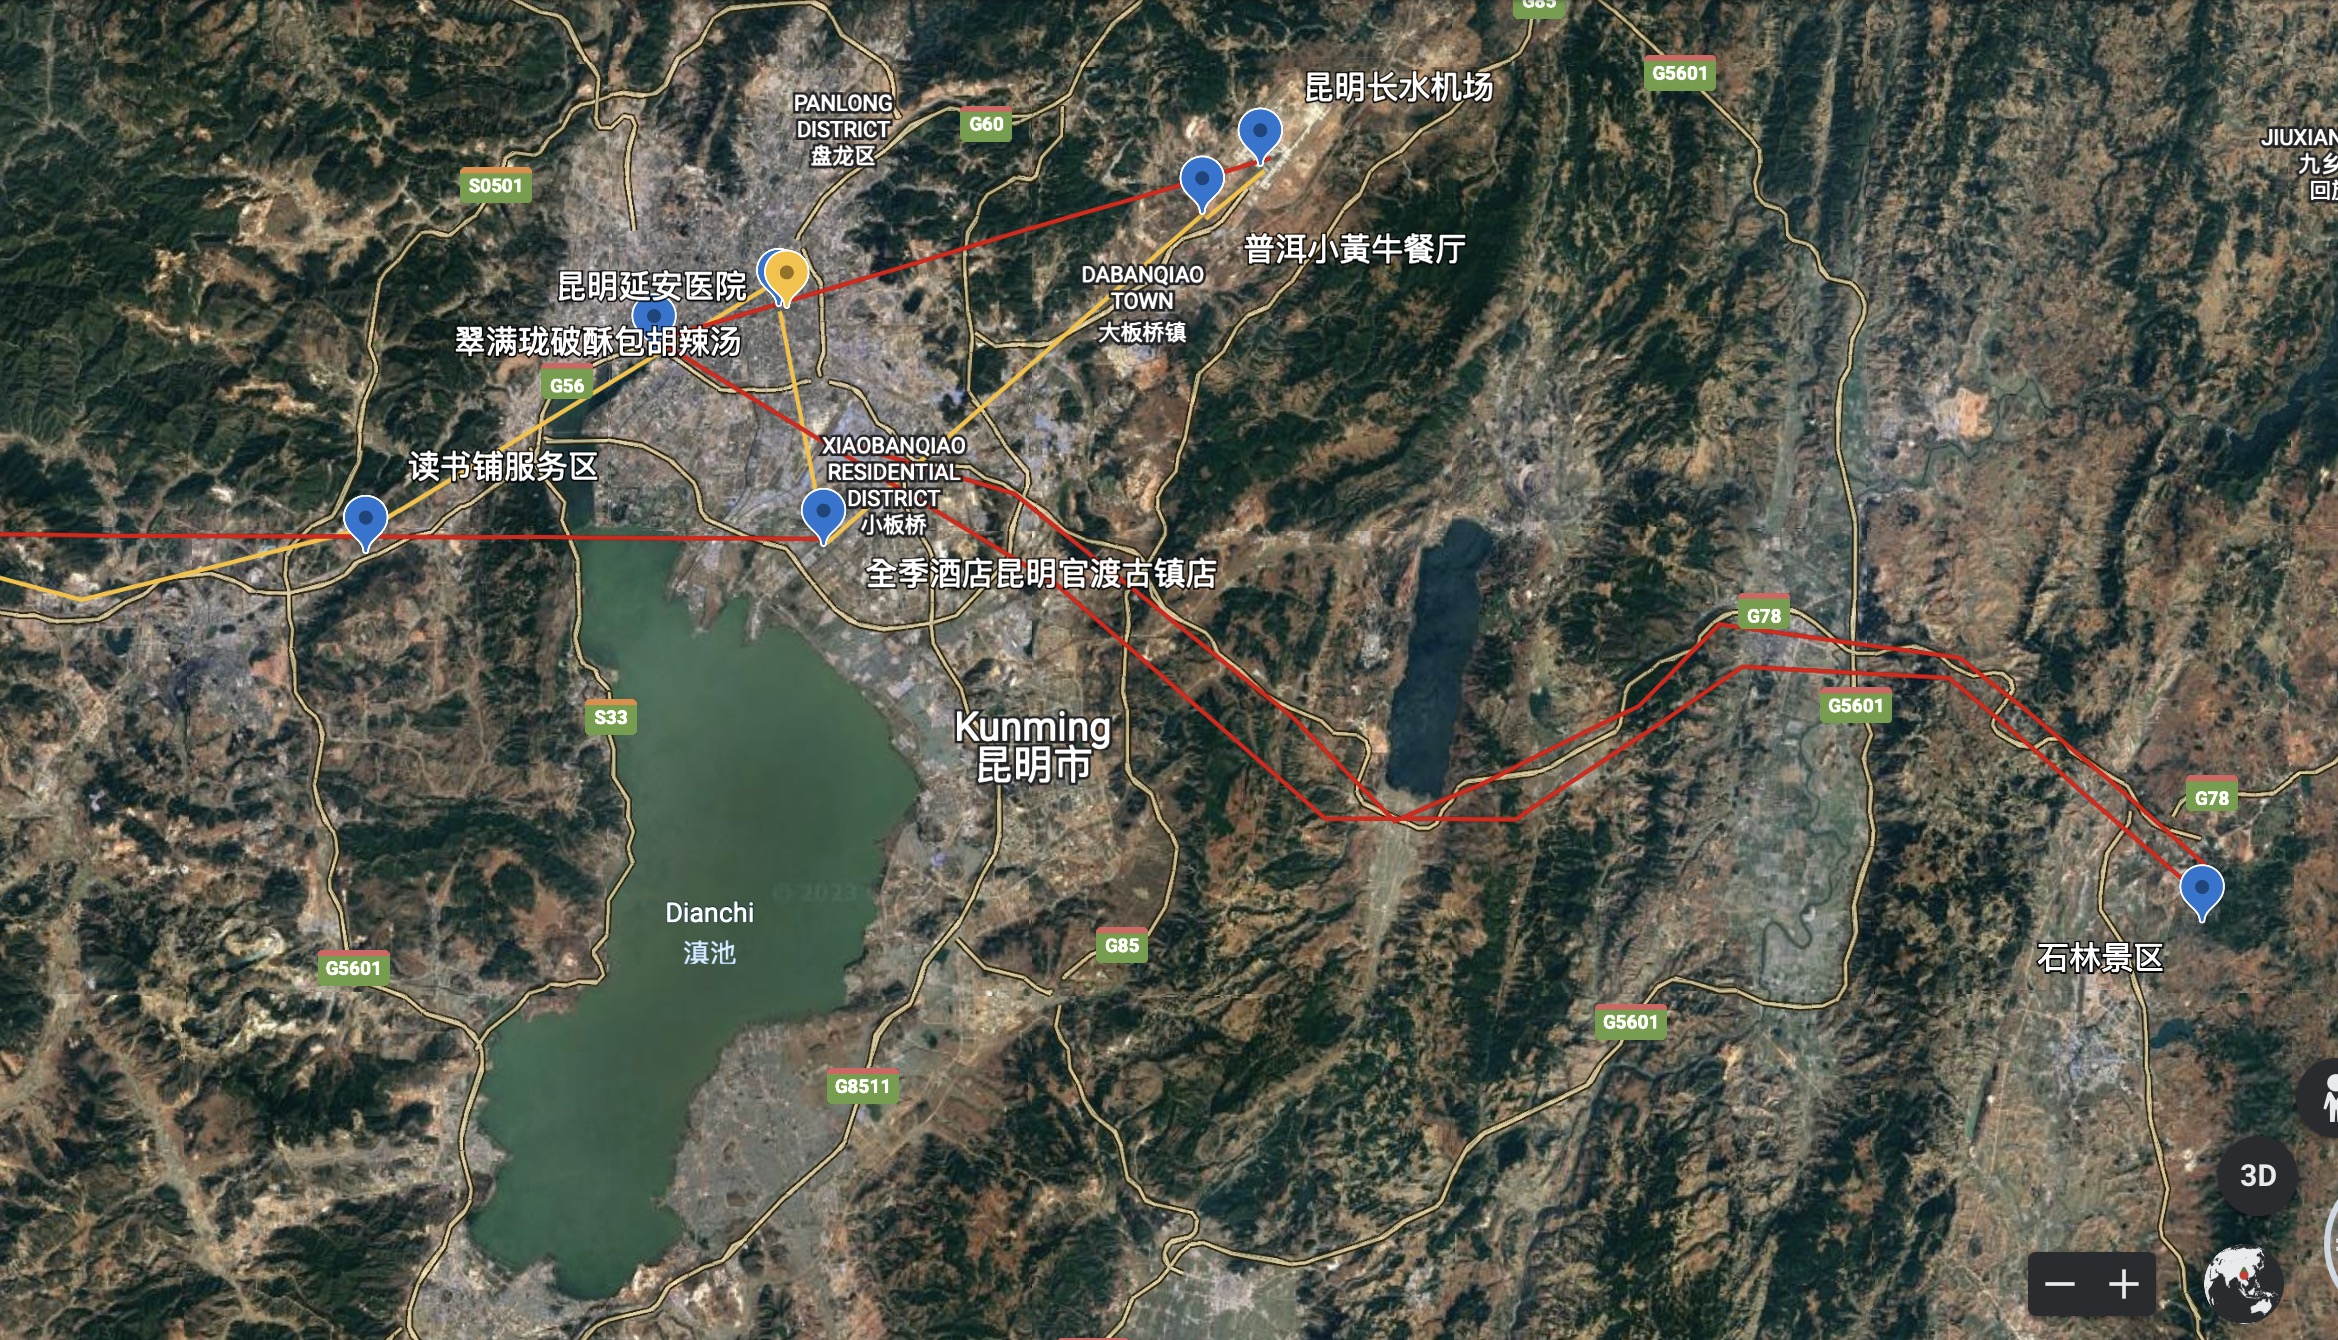 G85
G5601
昆明长水机场
PANLONG
DISTRICT
盘龙区
G60
JIUXIAN
九乡
S0501
普洱小黃牛餐厅
DABANQIAO
TOWN
大板桥镇
昆明延安医院
翠满珑破酥包胡辣汤
G56
读书铺服务区
XIAOBANQIAO
RESIDENTIAL
DISTRICT
小板桥
全季酒店昆明官渡古镇店
G78
G5601
S33
Kunming
昆明市
G78
© 2023
Dianchi
滇池
G85
石林景区
G5601
G5601
G8511
3D